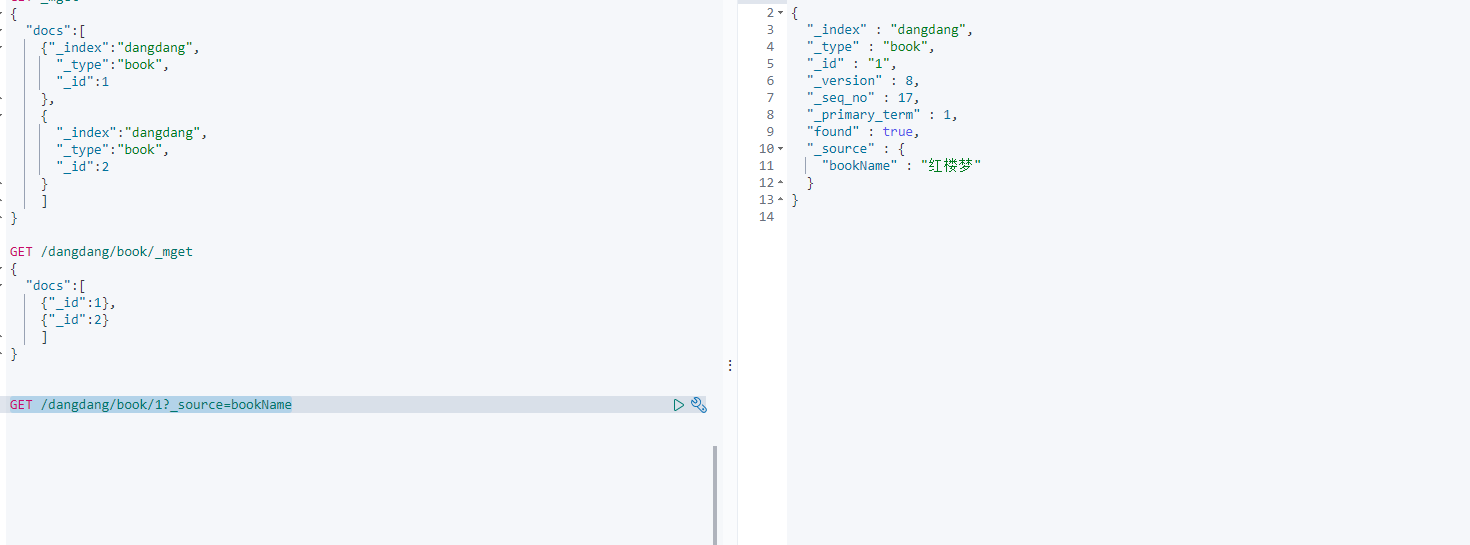 GET _mget
{
"docs":[
{"_index":"dangdang",
"_type":"book",
"_id":1
},
{
"_index":"dangdang",
"_type":"book",
"_id":2
}
]
}
GET /dangdang/book/_mget
{
"docs":[
{"_id":1},
{"_id":2}
]
}
GET /dangdang/book/1?_source=bookName
2 {
3 "_index" : "dangdang",
4 "_type" : "book",
5 "_id" : "1",
6 "_version" : 8,
7 "_seq_no" : 17,
8 "_primary_term" : 1,
9 "found" : true,
10 "_source" : {
11 "bookName" : "红楼梦"
12 }
13 }
14